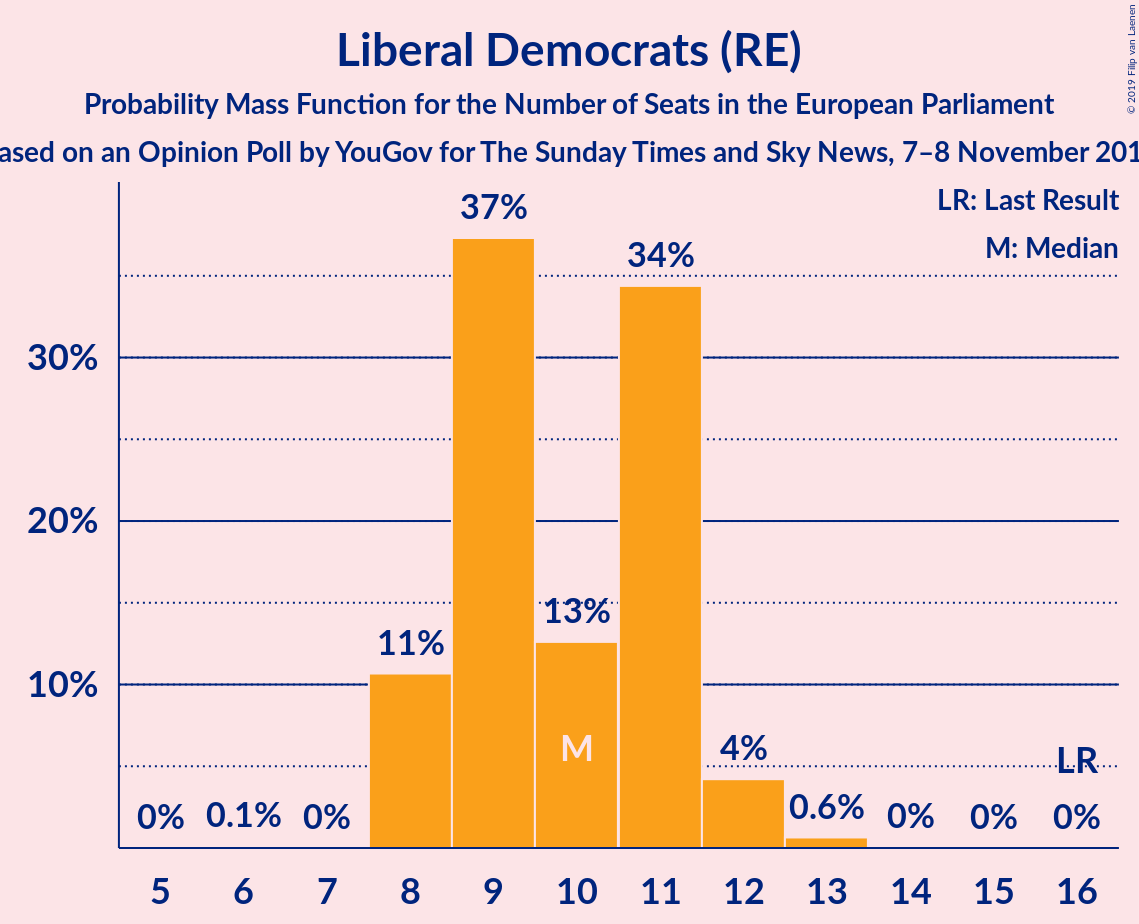 Liberal Democrats (RE)
Probability Mass Function for the Number of Seats in the European Parliament
ased on an Opinion Poll by YouGov for The Sunday Times and Sky News, 7–8 November 201
© 2019 Filip van Laenen
LR: Last Result
M: Median
37%
34%
30%
20%
13%
11%
10%
M
4%
LR
0% 0.1% 0% 0.6% 0% 0% 0%
5 6 7 8 9 10 11 12 13 14 15 16